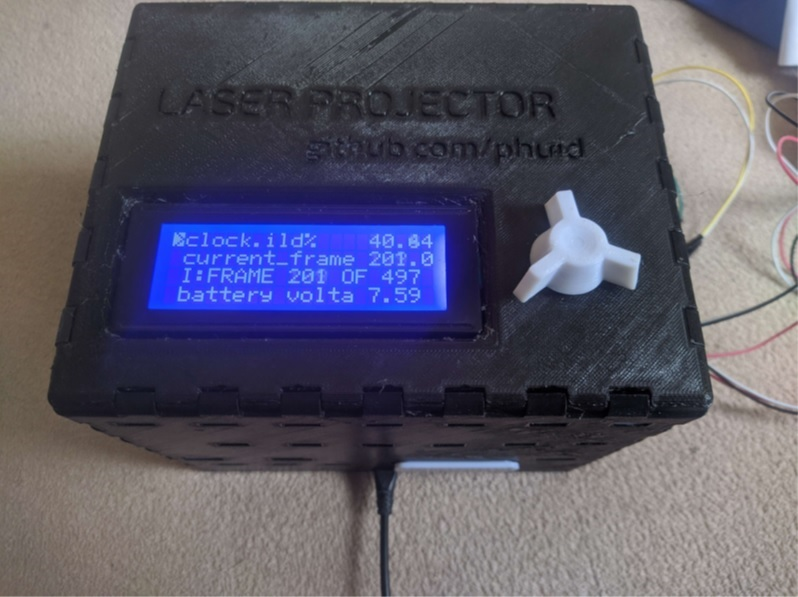 LASER PROJECTOR
github.com/phuid
clock.ild% 40.64
current_frame 201.0
I:FRAME 201 OF 497
battery volta 7.59